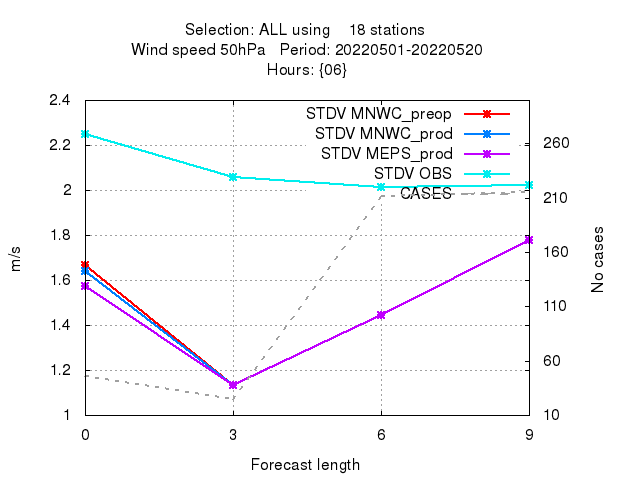 Selection: ALL using    18 stations
Wind speed 50hPa   Period: 20220501-20220520
Hours: {06}
STDV MNWC_preop
STDV MNWC_prod
STDV MEPS_prod
STDV OBS
CASES
2.4
2.2
2
1.8
1.6
1.4
1.2
1
260
210
160
110
60
10
0 3 6 9
m/s
No cases
Forecast length